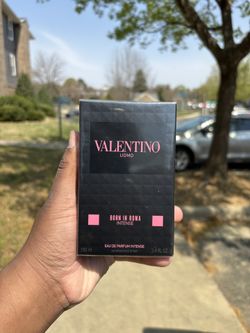 VALENTINO
UOMO
BORN IN ROMA
INTENSE
EAU DE PARFUM INTENSE